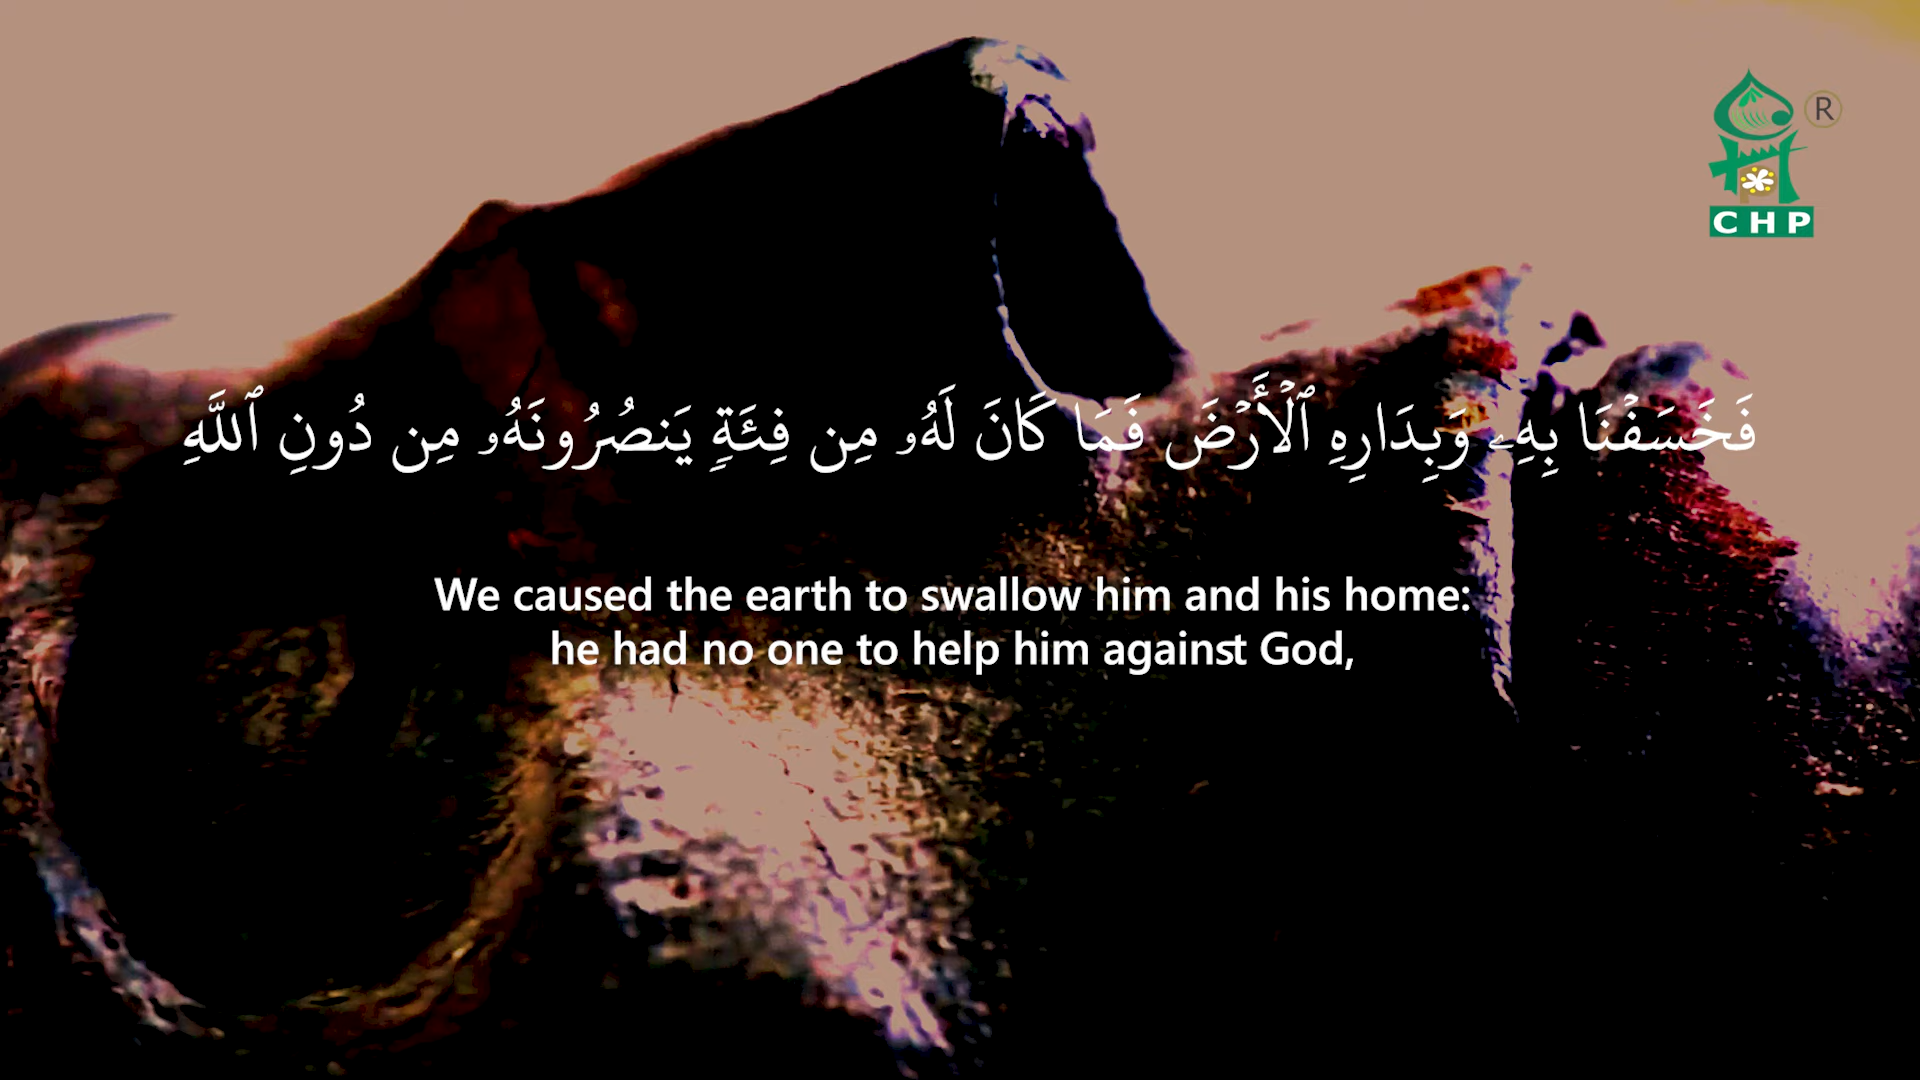 ®
CHP
فَخَسَفۡنَا بِهِۦ وَبِدَارِهِ ٱلۡأَرۡضَ فَمَا كَانَ لَهُۥ مِن فِئَةٖ يَنصُرُونَهُۥ مِن دُونِ ٱللَّهِ
We caused the earth to swallow him and his home:
he had no one to help him against God,